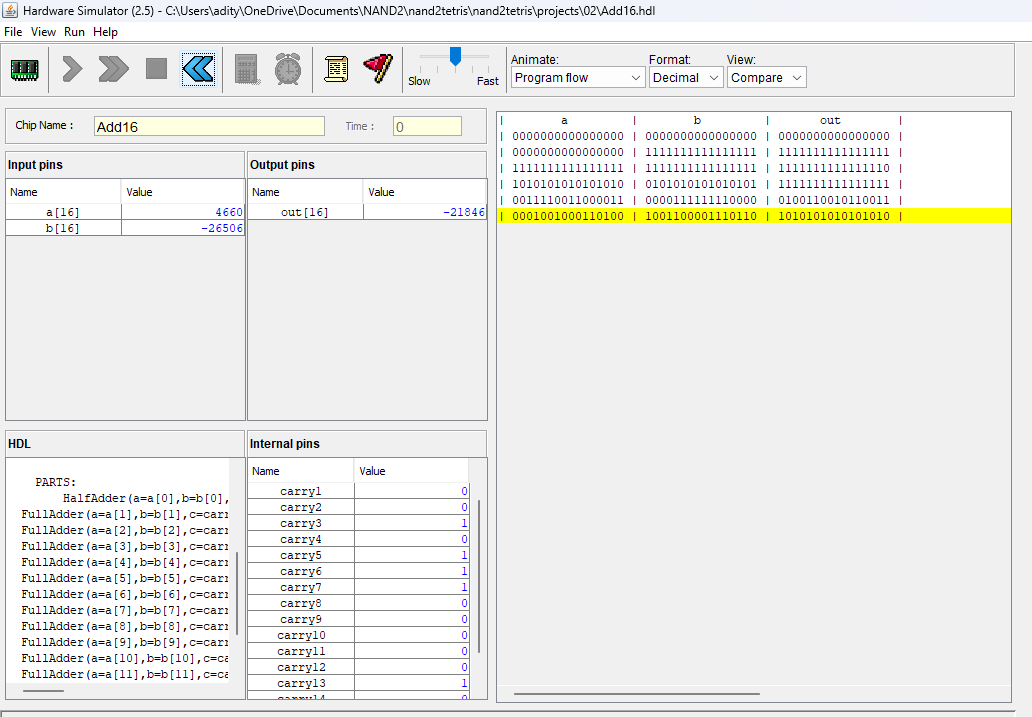 Hardware Simulator (2.5) - C:\Users\adity\OneDrive\Documents\NAND2\nand2tetris\nand2tetris\projects\02\Add16.hdl
File View Run Help
Slow Fast
Animate: Format: View:
Program flow Decimal Compare
Chip Name : Add16 Time : 0
Input pins
Name Value
a[16] 4660
b[16] -26506
Output pins
Name Value
out[16] -21846
HDL
PARTS:
HalfAdder(a=a[0],b=b[0],
FullAdder(a=a[1],b=b[1],c=carr
FullAdder(a=a[2],b=b[2],c=carr
FullAdder(a=a[3],b=b[3],c=carr
FullAdder(a=a[4],b=b[4],c=carr
FullAdder(a=a[5],b=b[5],c=carr
FullAdder(a=a[6],b=b[6],c=carr
FullAdder(a=a[7],b=b[7],c=carr
FullAdder(a=a[8],b=b[8],c=carr
FullAdder(a=a[9],b=b[9],c=carr
FullAdder(a=a[10],b=b[10],c=ca
FullAdder(a=a[11],b=b[11],c=ca
Internal pins
Name Value
carry1 0
carry2 0
carry3 1
carry4 0
carry5 1
carry6 1
carry7 1
carry8 0
carry9 0
carry10 0
carry11 0
carry12 0
carry13 1
carry14 0
| a | b | out |
| 0000000000000000 | 0000000000000000 | 0000000000000000 |
| 0000000000000000 | 1111111111111111 | 1111111111111111 |
| 1111111111111111 | 1111111111111111 | 1111111111111110 |
| 1010101010101010 | 0101010101010101 | 1111111111111111 |
| 0011110011000011 | 0000111111110000 | 0100110010110011 |
| 0001001000110100 | 1001100001110110 | 1010101010101010 |